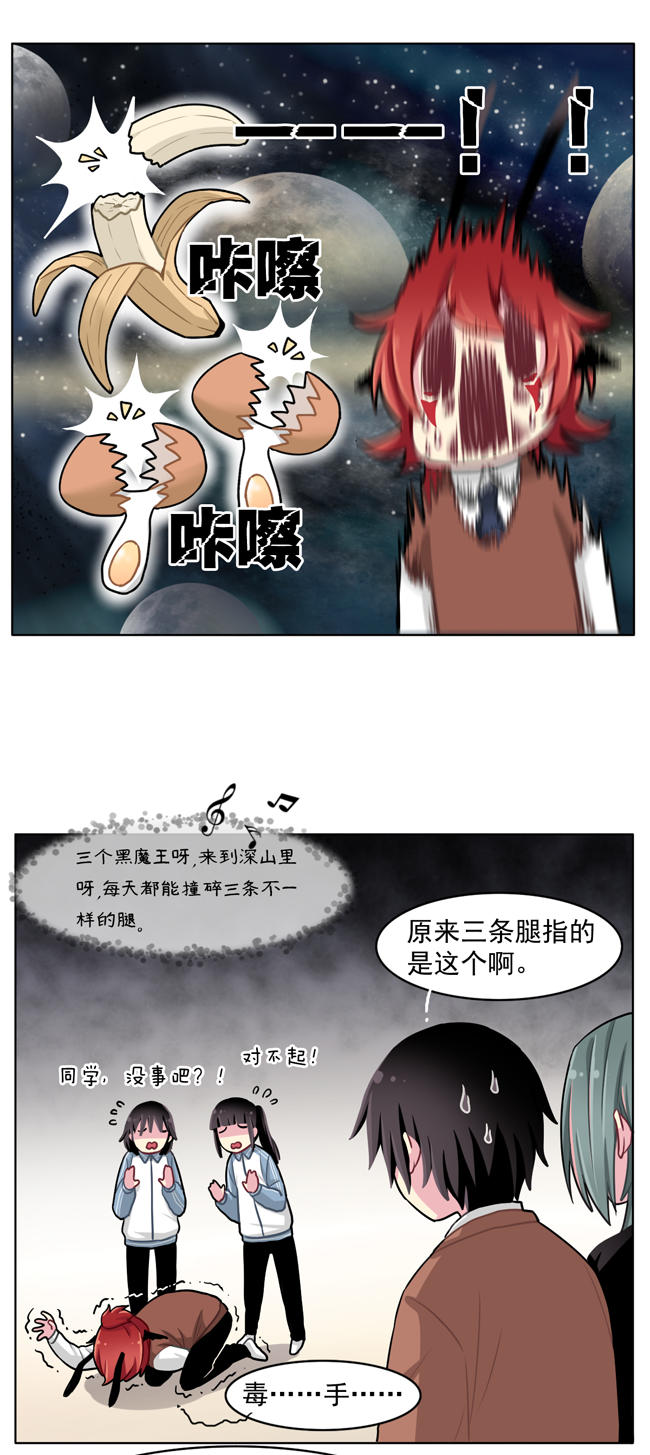 ————！！
咔嚓
咔嚓
三个黑魔王呀,来到深山里
呀,每天都能撞碎三条不一
样的腿。
原来三条腿指的
是这个啊。
对不起！
同学，没事吧？！
毒……手……